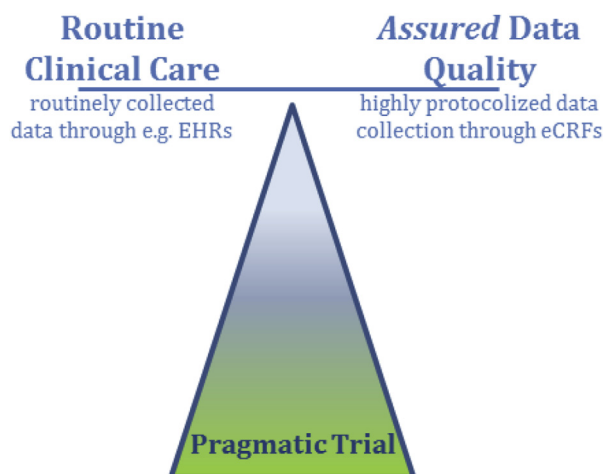 Routine
Clinical Care
routinely collected
data through e.g. EHRs
Assured Data
Quality
highly protocolized data
collection through eCRFs
Pragmatic Trial